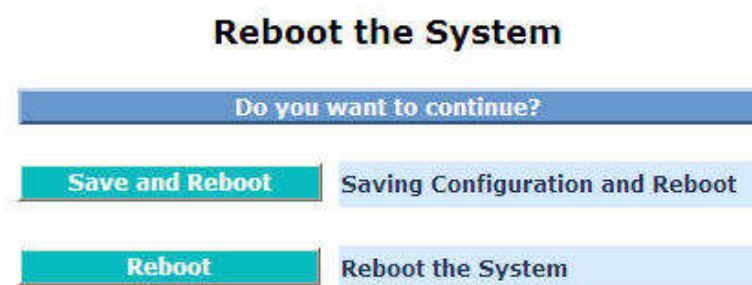 Reboot the System
Do you want to continue?
Save and Reboot Saving Configuration and Reboot
Reboot Reboot the System